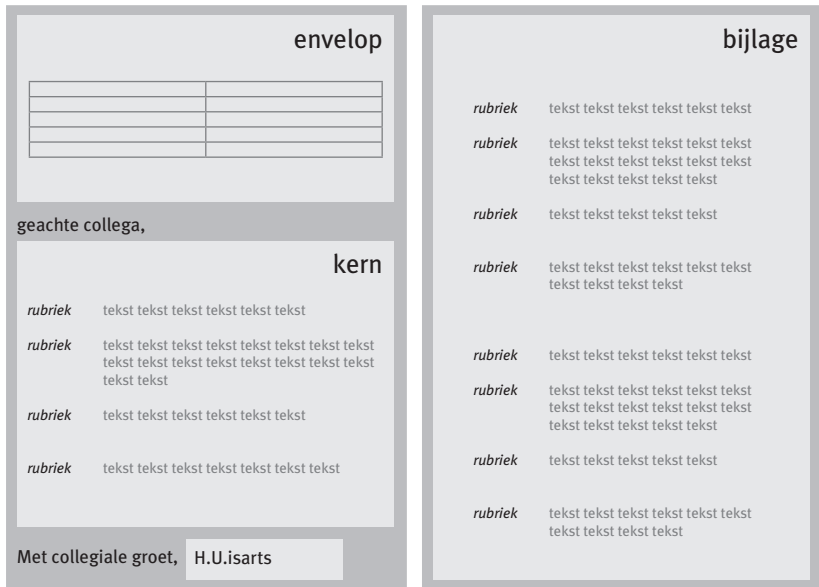 envelop
geachte collega,
kern
rubriek tekst tekst tekst tekst tekst tekst
rubriek tekst tekst tekst tekst tekst tekst tekst tekst
tekst tekst tekst tekst tekst tekst tekst tekst
tekst tekst
rubriek tekst tekst tekst tekst tekst tekst
rubriek tekst tekst tekst tekst tekst tekst tekst
Met collegiale groet, H.U.isarts
bijlage
rubriek tekst tekst tekst tekst tekst tekst
rubriek tekst tekst tekst tekst tekst tekst
tekst tekst tekst tekst tekst tekst
tekst tekst tekst tekst tekst
rubriek tekst tekst tekst tekst tekst
rubriek tekst tekst tekst tekst tekst tekst
tekst tekst tekst tekst
rubriek tekst tekst tekst tekst tekst tekst
rubriek tekst tekst tekst tekst tekst tekst
tekst tekst tekst tekst tekst tekst
tekst tekst tekst tekst tekst
rubriek tekst tekst tekst tekst tekst
rubriek tekst tekst tekst tekst tekst tekst
tekst tekst tekst tekst